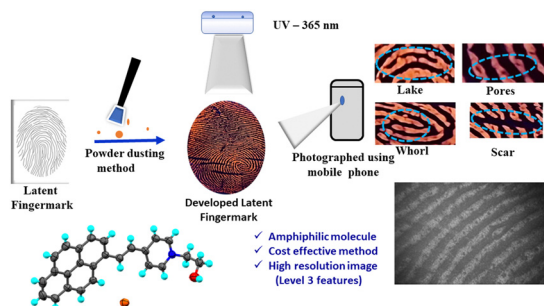 UV – 365 nm
Lake
Pores
Whorl
Scar
Powder dusting
method
Photographed using
mobile phone
Latent
Fingermark
Developed Latent
Fingermark
✓ Amphiphilic molecule
✓ Cost effective method
✓ High resolution image
(Level 3 features)